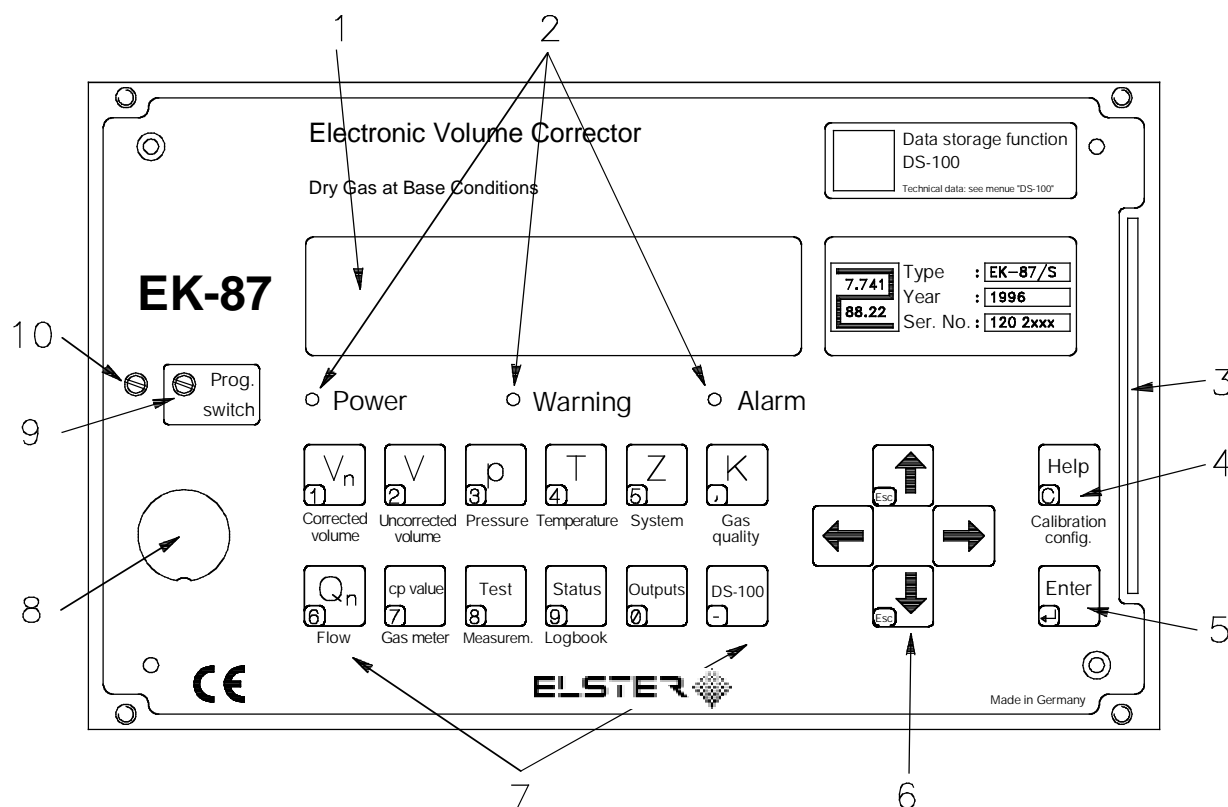 1
2
Electronic Volume Corrector
Dry Gas at Base Conditions
Data storage function
DS-100
Technical data: see menue "DS-100"
EK-87
7.741
88.22
Type : EK-87/S
Year : 1996
Ser. No. : 120 2xxx
10
9
Prog.
switch
3
Power
Warning
Alarm
4
Vn
1
Corrected
volume
V
2
Uncorrected
volume
p
3
Pressure
T
4
Temperature
Z
5
System
K
,
Gas
quality
Esc
Help
C
Calibration
config.
8
Qn
6
Flow
cp value
7
Gas meter
Test
8
Measurem.
Status
9
Logbook
Outputs
0
DS-100
-
Esc
Enter
5
CE
ELSTER
Made in Germany
7
6